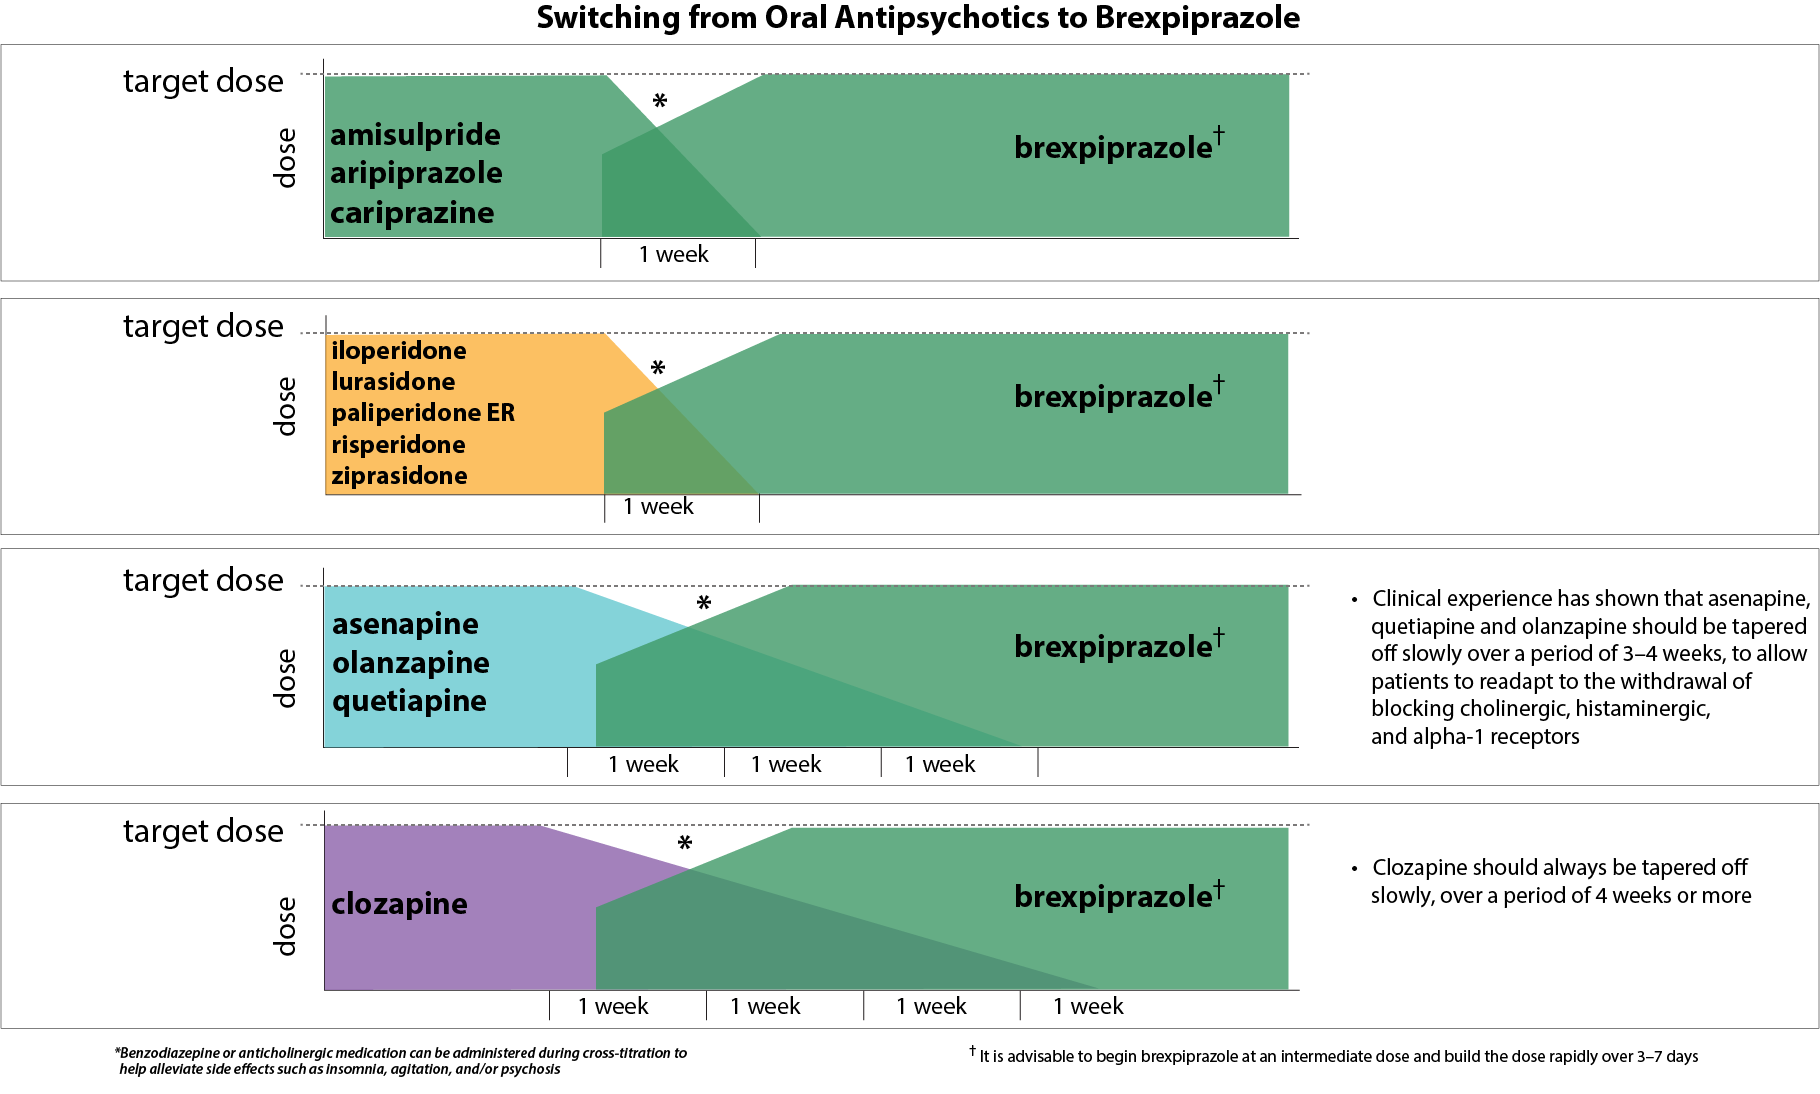 Switching from Oral Antipsychotics to Brexpiprazole
target dose
dose
amisulpride
aripiprazole
cariprazine
*
brexpiprazole†
1 week
target dose
dose
iloperidone
lurasidone
paliperidone ER
risperidone
ziprasidone
*
brexpiprazole†
1 week
target dose
dose
asenapine
olanzapine
quetiapine
*
brexpiprazole†
1 week 1 week 1 week
• Clinical experience has shown that asenapine,
quetiapine and olanzapine should be tapered
off slowly over a period of 3–4 weeks, to allow
patients to readapt to the withdrawal of
blocking cholinergic, histaminergic,
and alpha-1 receptors
target dose
dose
clozapine
*
brexpiprazole†
1 week 1 week 1 week 1 week
• Clozapine should always be tapered off
slowly, over a period of 4 weeks or more
*Benzodiazepine or anticholinergic medication can be administered during cross-titration to
help alleviate side effects such as insomnia, agitation, and/or psychosis
† It is advisable to begin brexpiprazole at an intermediate dose and build the dose rapidly over 3–7 days